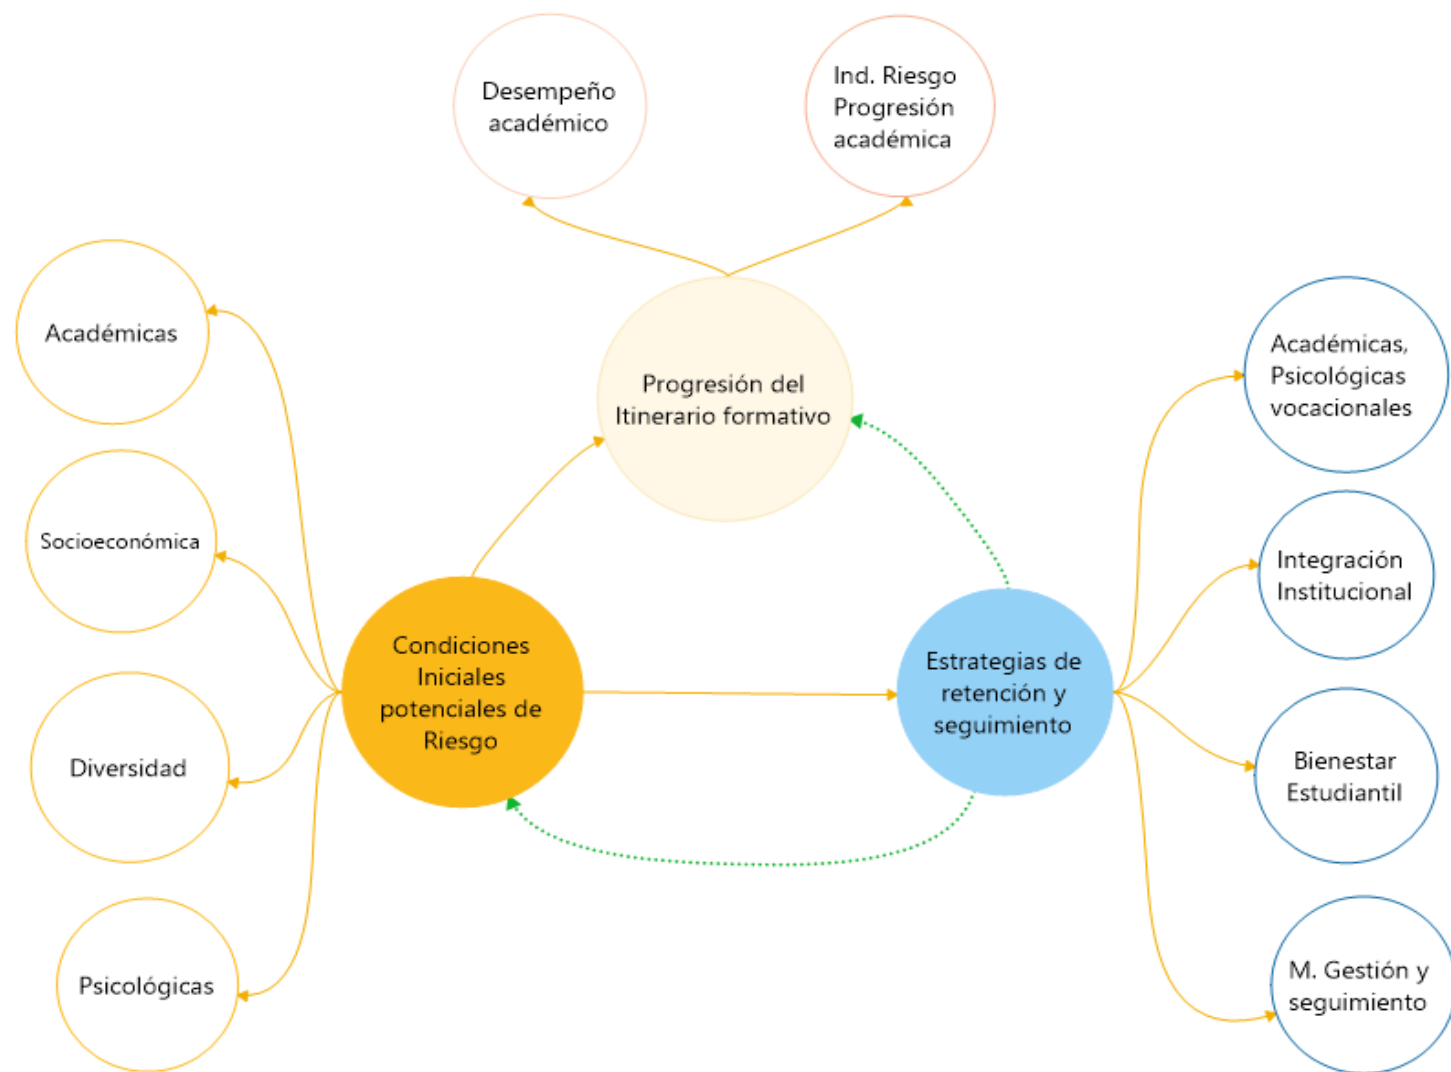 Desempeño
académico
Ind. Riesgo
Progresión
académica
Académicas
Socioeconómica
Diversidad
Psicológicas
Progresión del
Itinerario formativo
Condiciones
Iniciales
potenciales de
Riesgo
Estrategias de
retención y
seguimiento
Académicas,
Psicológicas
vocacionales
Integración
Institucional
Bienestar
Estudiantil
M. Gestión y
seguimiento